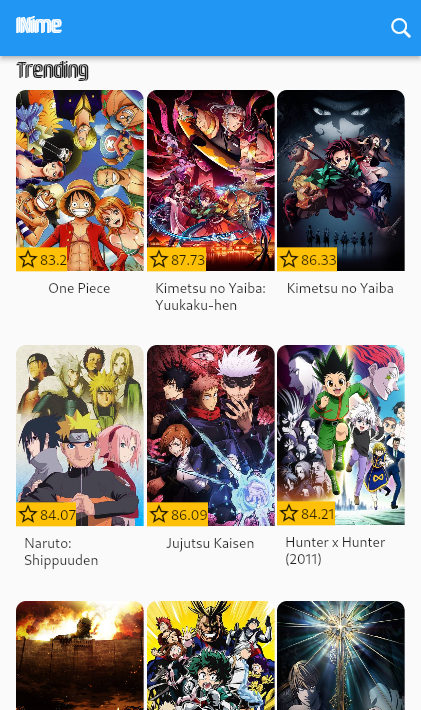 Trending
83.2
87.73
86.33
One Piece
Kimetsu no Yaiba:
Yuukaku-hen
Kimetsu no Yaiba
84.07
86.09
84.21
Naruto:
Shippuuden
Jujutsu Kaisen
Hunter x Hunter
(2011)